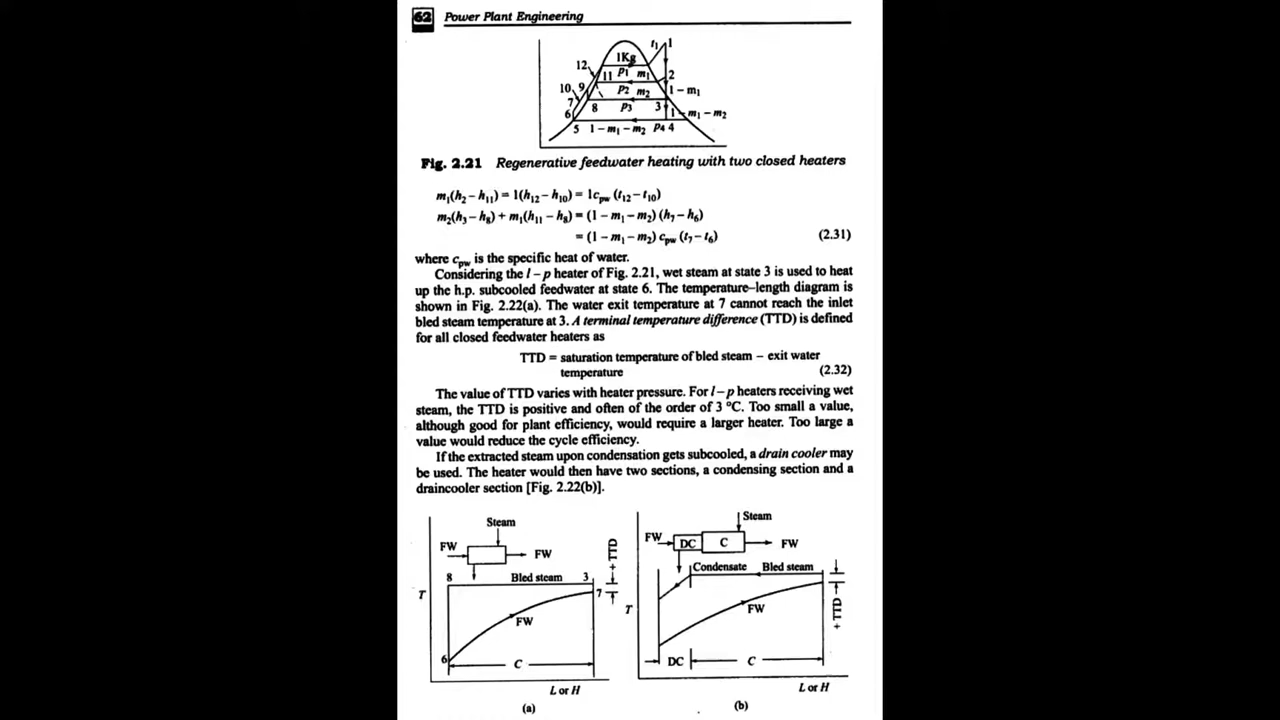 62 Power Plant Engineering
t1 1
1Kg
12
11 p1 m1 2
10 9 p2 m2 1 – m1
7 8 p3 3
6 1 – m1 – m2
5 1 – m1 – m2 p4 4
Fig. 2.21 Regenerative feedwater heating with two closed heaters
m1(h2 – h11) = 1(h12 – h10) = 1cpw (t12 – t10)
m2(h3 – h8) + m1(h11 – h8) = (1 – m1 – m2) (h7 – h6)
= (1 – m1 – m2) cpw (t7 – t6) (2.31)
where cpw is the specific heat of water.
Considering the l – p heater of Fig. 2.21, wet steam at state 3 is used to heat
up the h.p. subcooled feedwater at state 6. The temperature–length diagram is
shown in Fig. 2.22(a). The water exit temperature at 7 cannot reach the inlet
bled steam temperature at 3. A terminal temperature difference (TTD) is defined
for all closed feedwater heaters as
TTD = saturation temperature of bled steam – exit water
temperature (2.32)
The value of TTD varies with heater pressure. For l – p heaters receiving wet
steam, the TTD is positive and often of the order of 3 °C. Too small a value,
although good for plant efficiency, would require a larger heater. Too large a
value would reduce the cycle efficiency.
If the extracted steam upon condensation gets subcooled, a drain cooler may
be used. The heater would then have two sections, a condensing section and a
draincooler section [Fig. 2.22(b)].
Steam
FW FW
8 Bled steam 3
+ TTD
T 7
FW
6
C
L or H
(a)
Steam
FW DC C FW
Condensate Bled steam
T FW
+ TTD
DC C
L or H
(b)